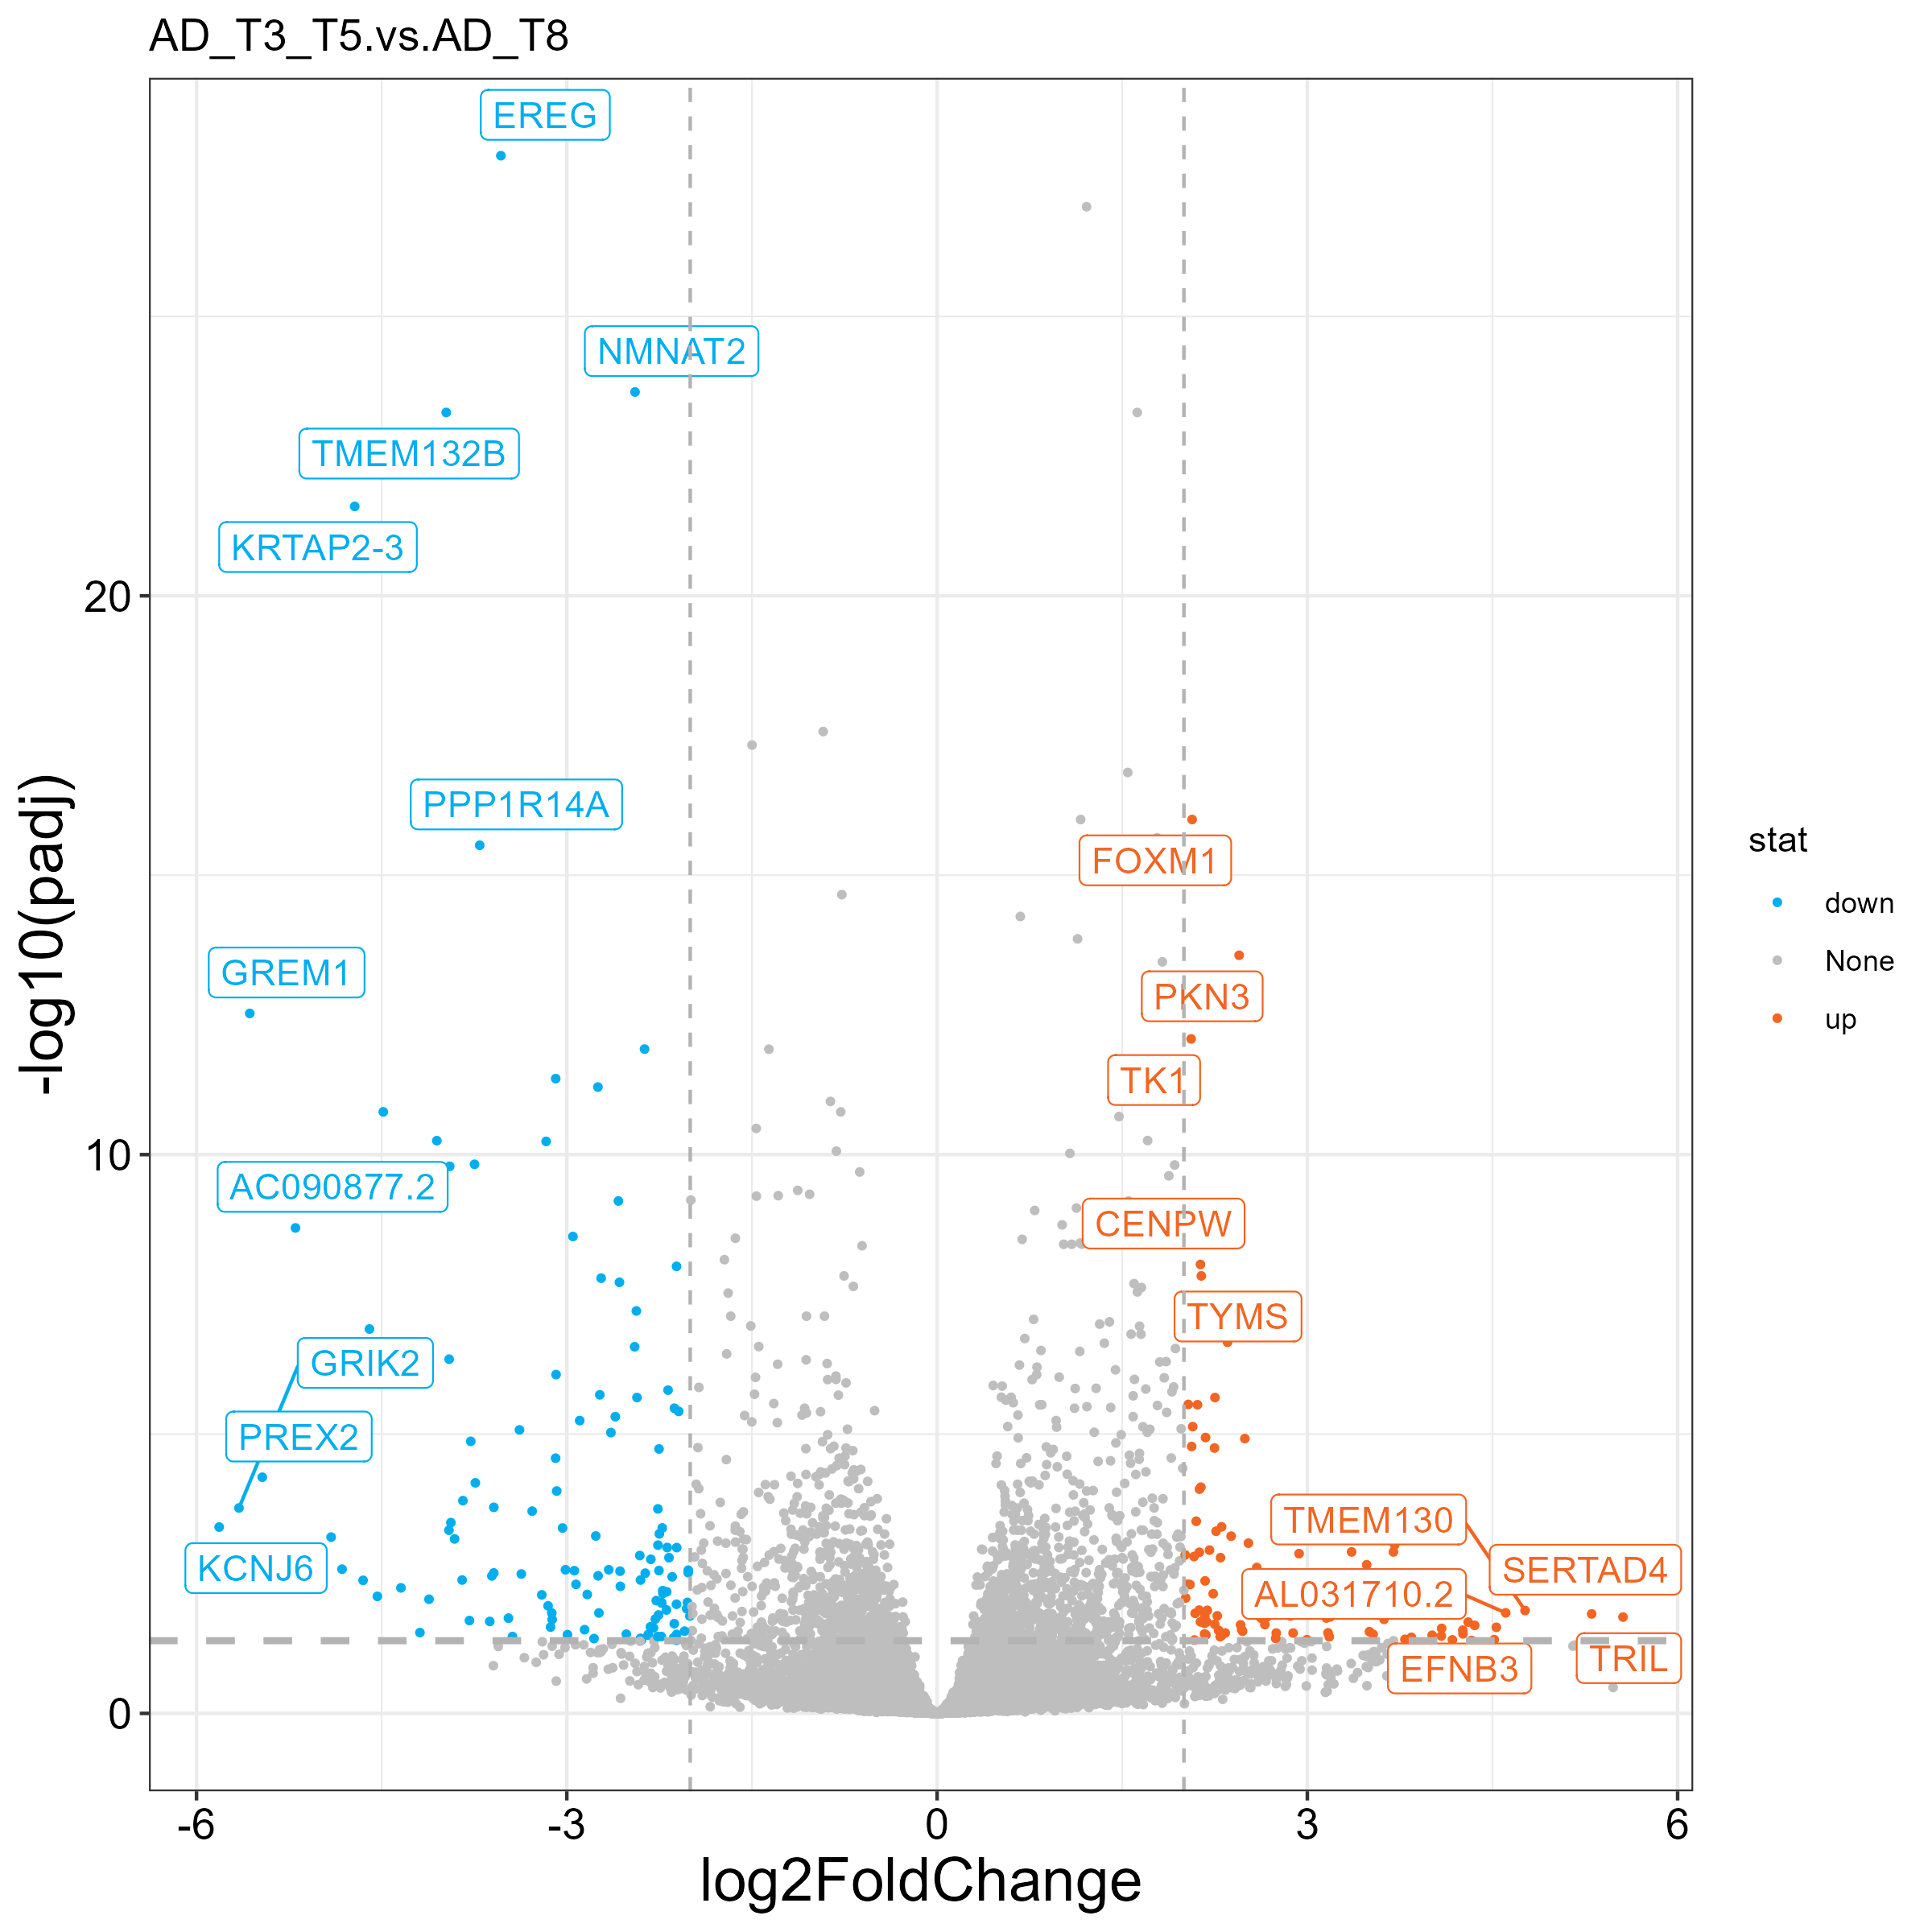 AD_T3_T5.vs.AD_T8
EREG
NMNAT2
TMEM132B
KRTAP2-3
20
PPP1R14A
FOXM1
stat
down
None
up
GREM1
PKN3
TK1
-log10(padj)
10
AC090877.2
CENPW
TYMS
GRIK2
PREX2
TMEM130
KCNJ6
SERTAD4
AL031710.2
EFNB3
TRIL
0
-6 -3 0 3 6
log2FoldChange